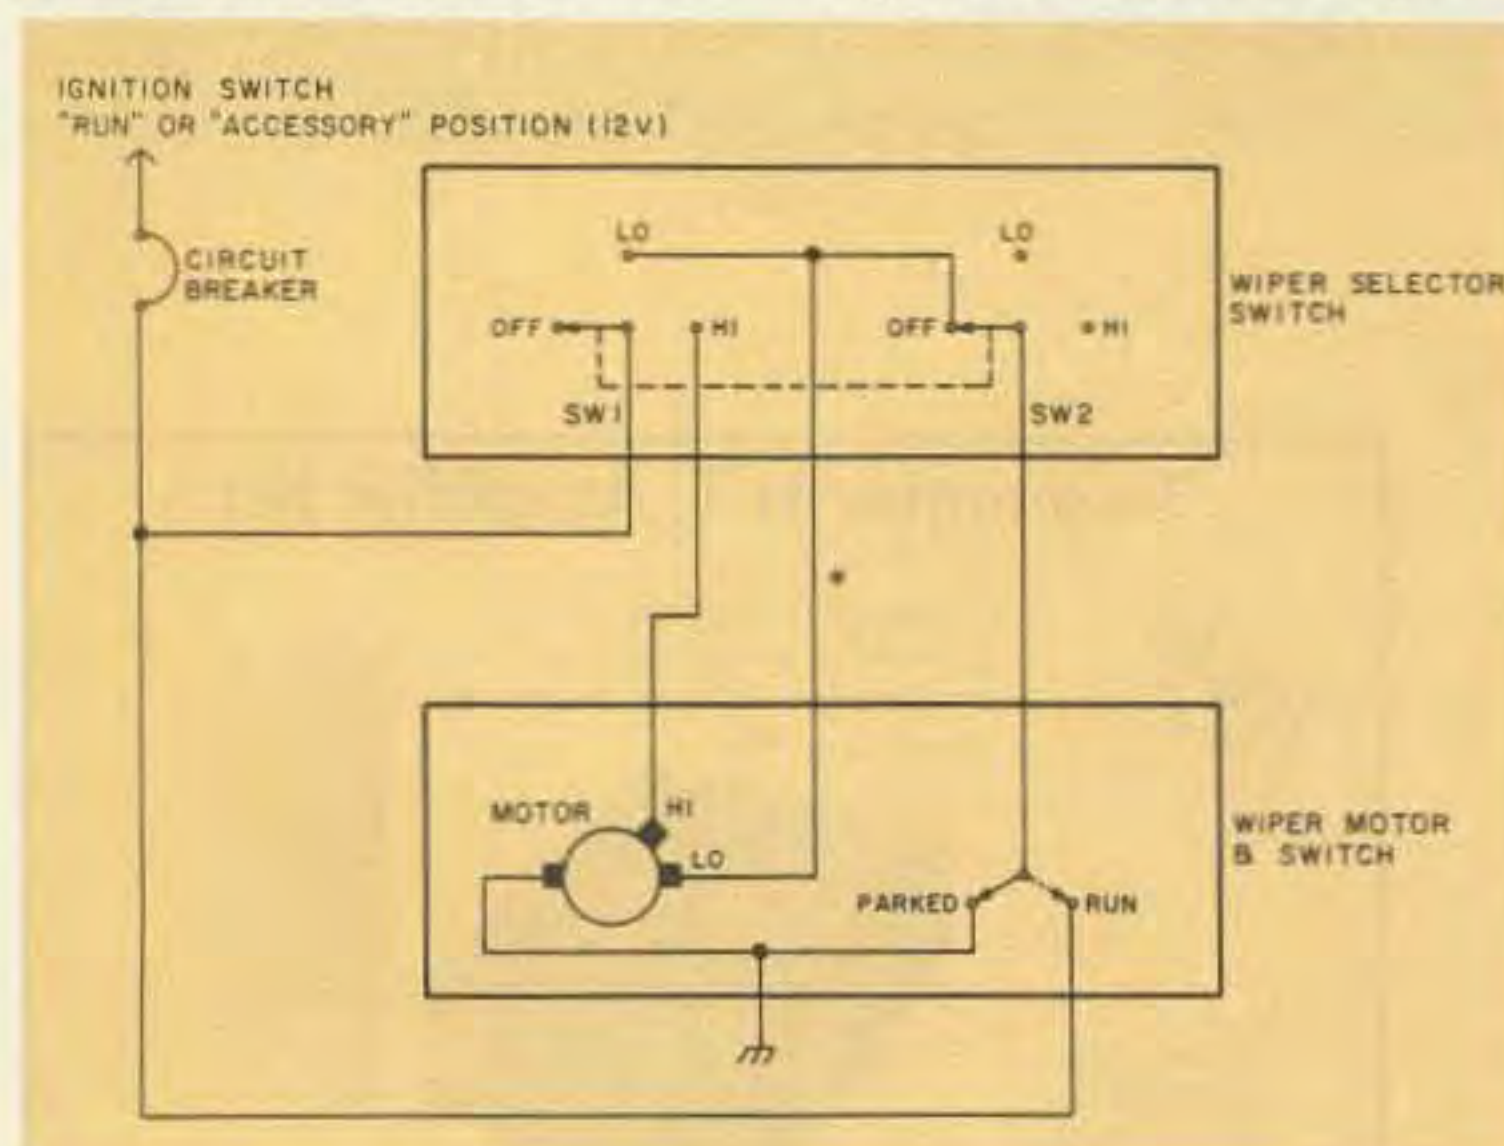 IGNITION SWITCH
"RUN" OR "ACCESSORY" POSITION (12V)
CIRCUIT
BREAKER
LO
LO
OFF
HI
OFF
HI
SW1
SW2
WIPER SELECTOR
SWITCH
MOTOR
HI
LO
PARKED
RUN
WIPER MOTOR
& SWITCH